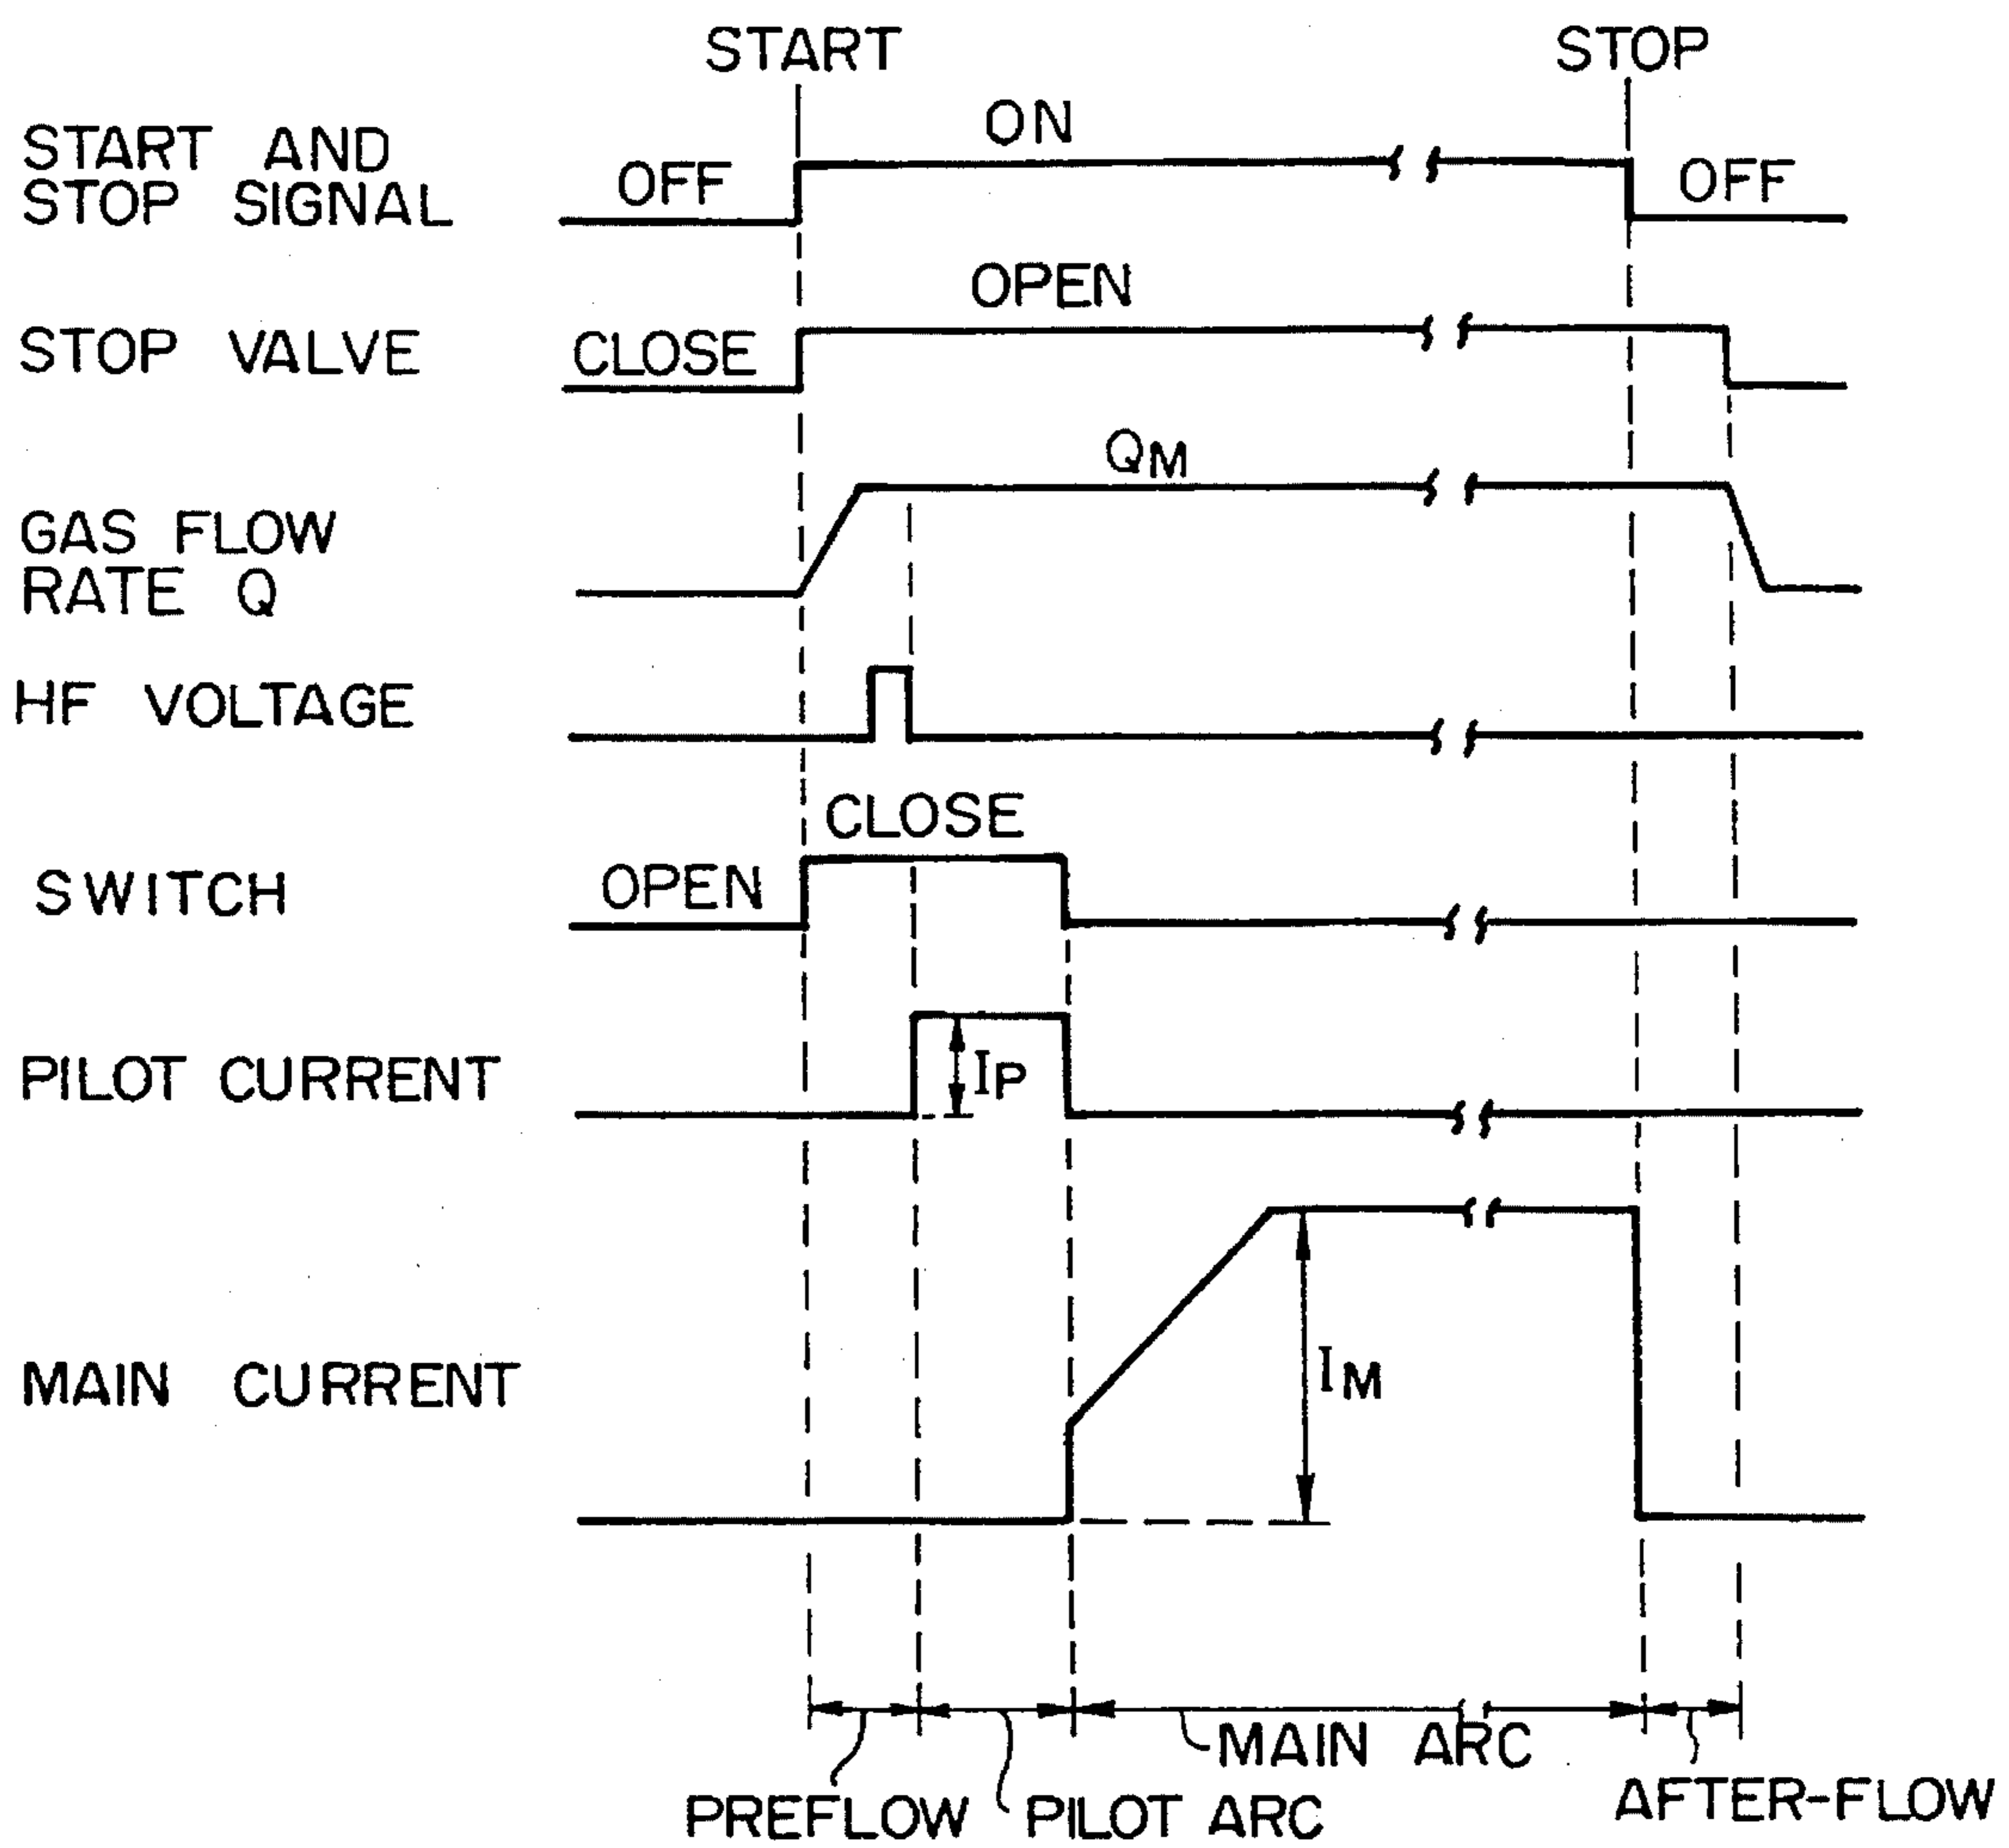 START
STOP
START AND
STOP SIGNAL
OFF
ON
OFF
STOP VALVE
CLOSE
OPEN
GAS FLOW
RATE Q
QM
HF VOLTAGE
SWITCH
OPEN
CLOSE
PILOT CURRENT
IP
MAIN CURRENT
IM
MAIN ARC
PREFLOW
PILOT ARC
AFTER-FLOW